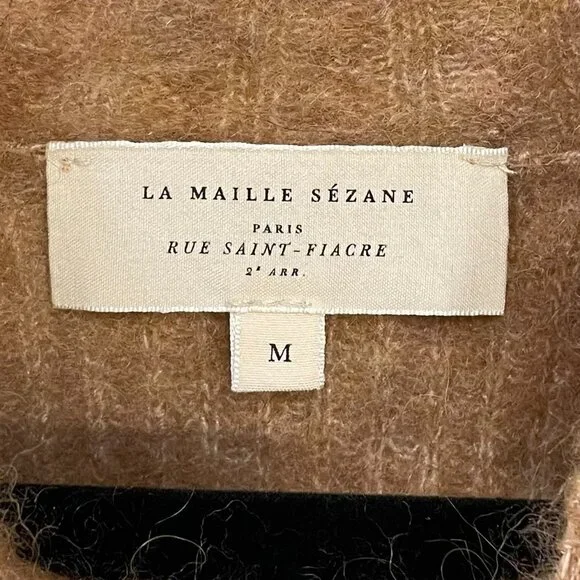 LA MAILLE SÉZANE
PARIS
RUE SAINT-FIACRE
2ᵉ ARR.
M